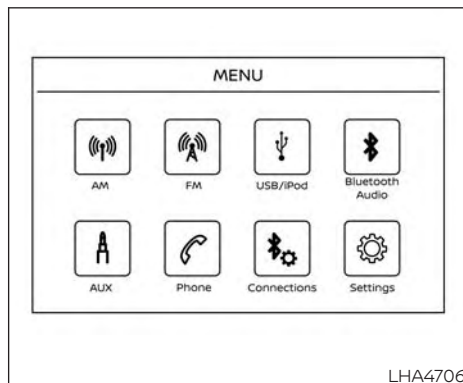 MENU
AM FM USB/iPod Bluetooth
Audio
AUX Phone Connections Settings
LHA4706